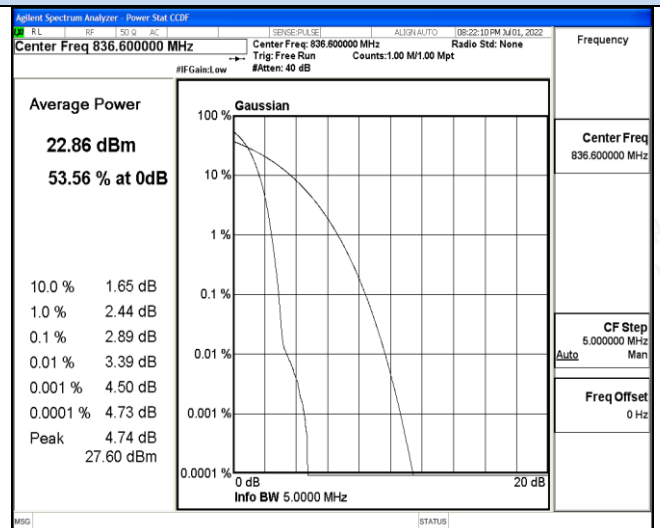 Agilent Spectrum Analyzer - Power Stat CCDF
RL RF 50 Ω AC SENSE:PULSE ALIGN AUTO 08:22:10 PM Jul 01, 2022
Center Freq 836.600000 MHz
Center Freq: 836.600000 MHz Radio Std: None
Trig: Free Run Counts:1.00 M/1.00 Mpt
#IFGain:Low #Atten: 40 dB
Frequency
Average Power
22.86 dBm
53.56 % at 0dB
10.0 % 1.65 dB
1.0 % 2.44 dB
0.1 % 2.89 dB
0.01 % 3.39 dB
0.001 % 4.50 dB
0.0001 % 4.73 dB
Peak 4.74 dB
27.60 dBm
Gaussian
100 %
10 %
1 %
0.1 %
0.01 %
0.001 %
0.0001 %
0 dB 20 dB
Info BW 5.0000 MHz
Center Freq
836.600000 MHz
CF Step
5.000000 MHz
Auto Man
Freq Offset
0 Hz
MSG STATUS